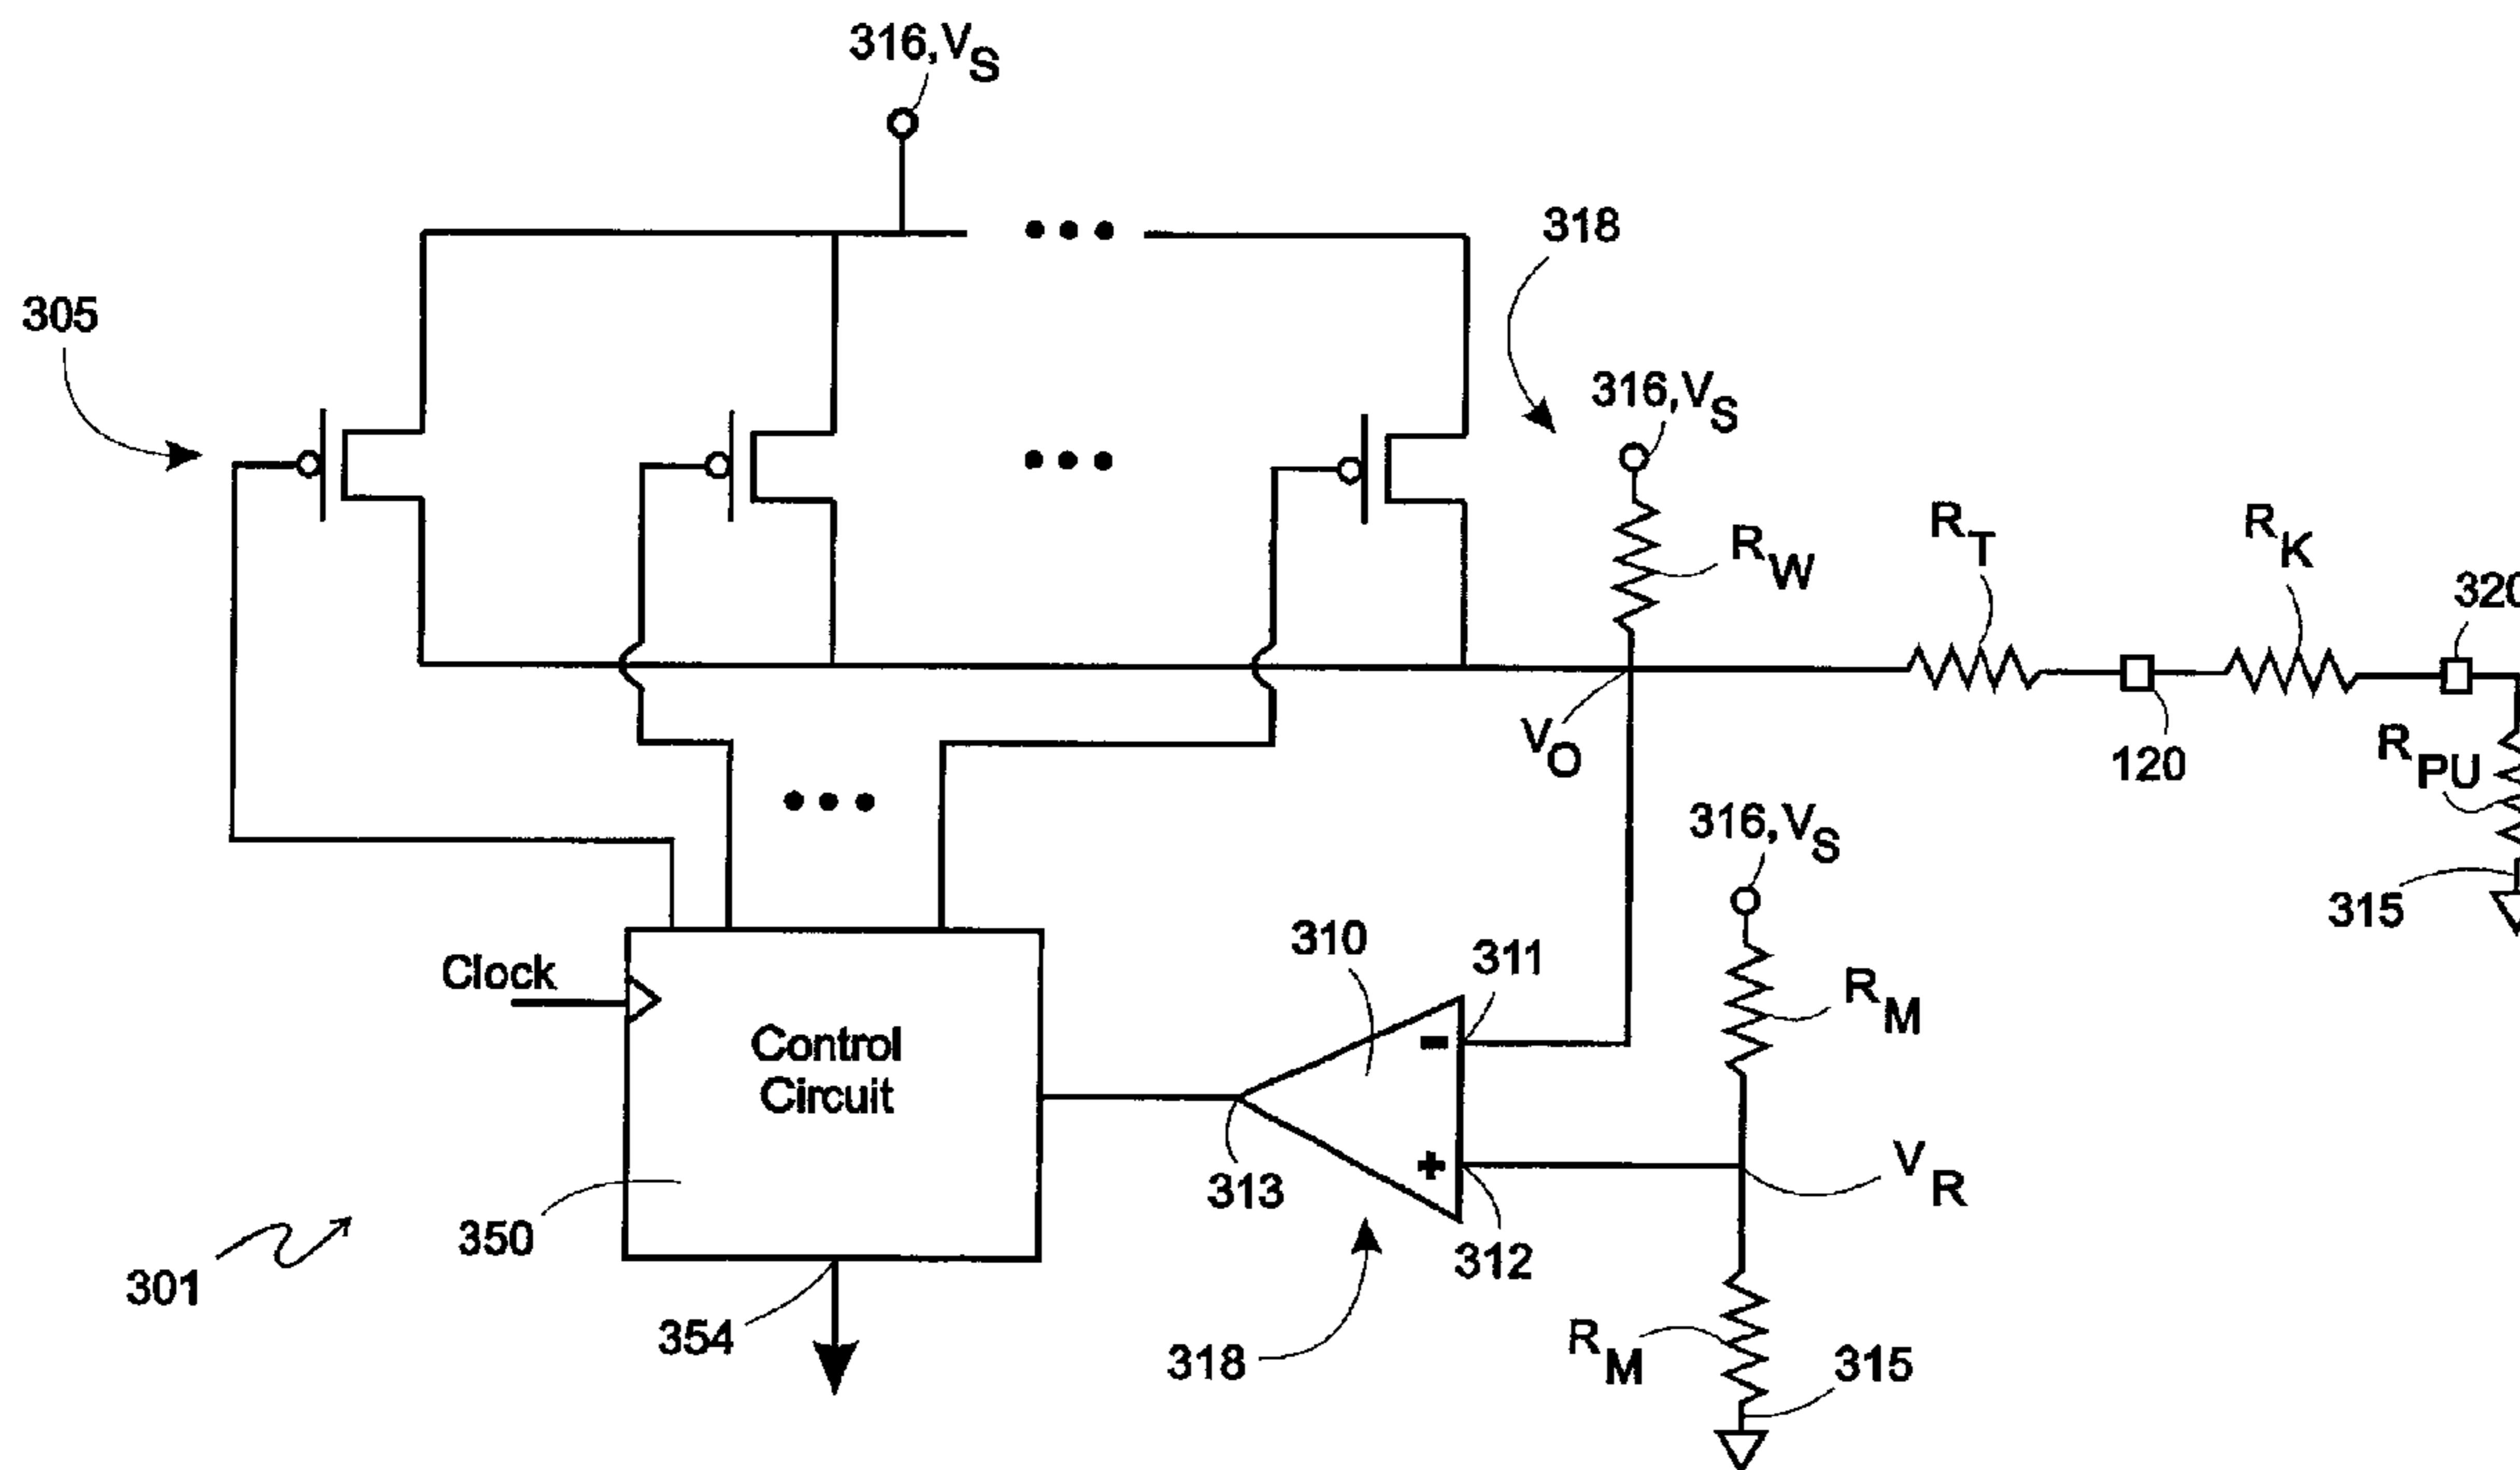 316, VS
305
318
316, VS
RW
RT
RK
320
VO
120
RPU
316, VS
315
310
311
RM
Clock
Control
Circuit
VR
313
312
350
301
354
318
RM
315
-
+